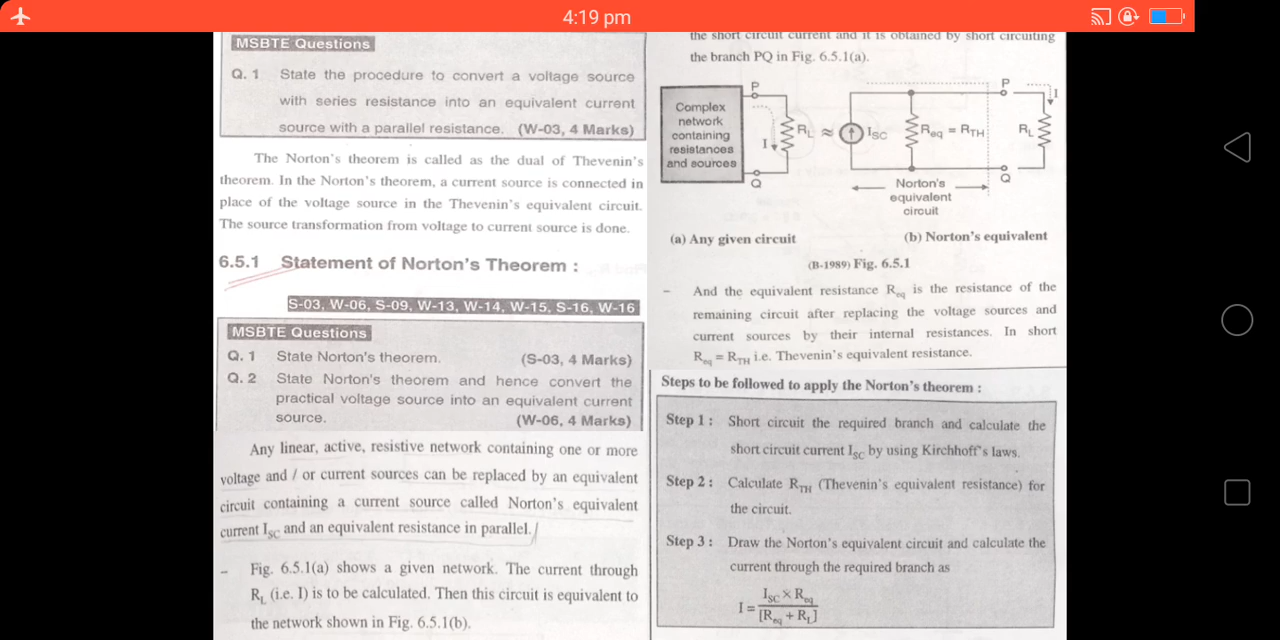 4:19 pm
MSBTE Questions
Q. 1 State the procedure to convert a voltage source
with series resistance into an equivalent current
source with a parallel resistance. (W-03, 4 Marks)
The Norton's theorem is called as the dual of Thevenin's
theorem. In the Norton's theorem, a current source is connected in
place of the voltage source in the Thevenin's equivalent circuit.
The source transformation from voltage to current source is done.
6.5.1 Statement of Norton's Theorem :
S-03, W-06, S-09, W-13, W-14, W-15, S-16, W-16
MSBTE Questions
Q. 1 State Norton's theorem. (S-03, 4 Marks)
Q. 2 State Norton's theorem and hence convert the
practical voltage source into an equivalent current
source. (W-06, 4 Marks)
Any linear, active, resistive network containing one or more
voltage and / or current sources can be replaced by an equivalent
circuit containing a current source called Norton's equivalent
current ISC and an equivalent resistance in parallel.
– Fig. 6.5.1(a) shows a given network. The current through
RL (i.e. I) is to be calculated. Then this circuit is equivalent to
the network shown in Fig. 6.5.1(b).
the short circuit current and it is obtained by short circuiting
the branch PQ in Fig. 6.5.1(a).
Complex
network
containing
resistances
and sources
P
I
RL
Q
≈
ISC
Req = RTH
P
I
RL
Q
Norton's
equivalent
circuit
(a) Any given circuit (b) Norton's equivalent
(B-1989) Fig. 6.5.1
– And the equivalent resistance Req is the resistance of the
remaining circuit after replacing the voltage sources and
current sources by their internal resistances. In short
Req = RTH i.e. Thevenin's equivalent resistance.
Steps to be followed to apply the Norton's theorem :
Step 1 : Short circuit the required branch and calculate the
short circuit current ISC by using Kirchhoff's laws.
Step 2 : Calculate RTH (Thevenin's equivalent resistance) for
the circuit.
Step 3 : Draw the Norton's equivalent circuit and calculate the
current through the required branch as
I = ISC × Req / [Req + RL]